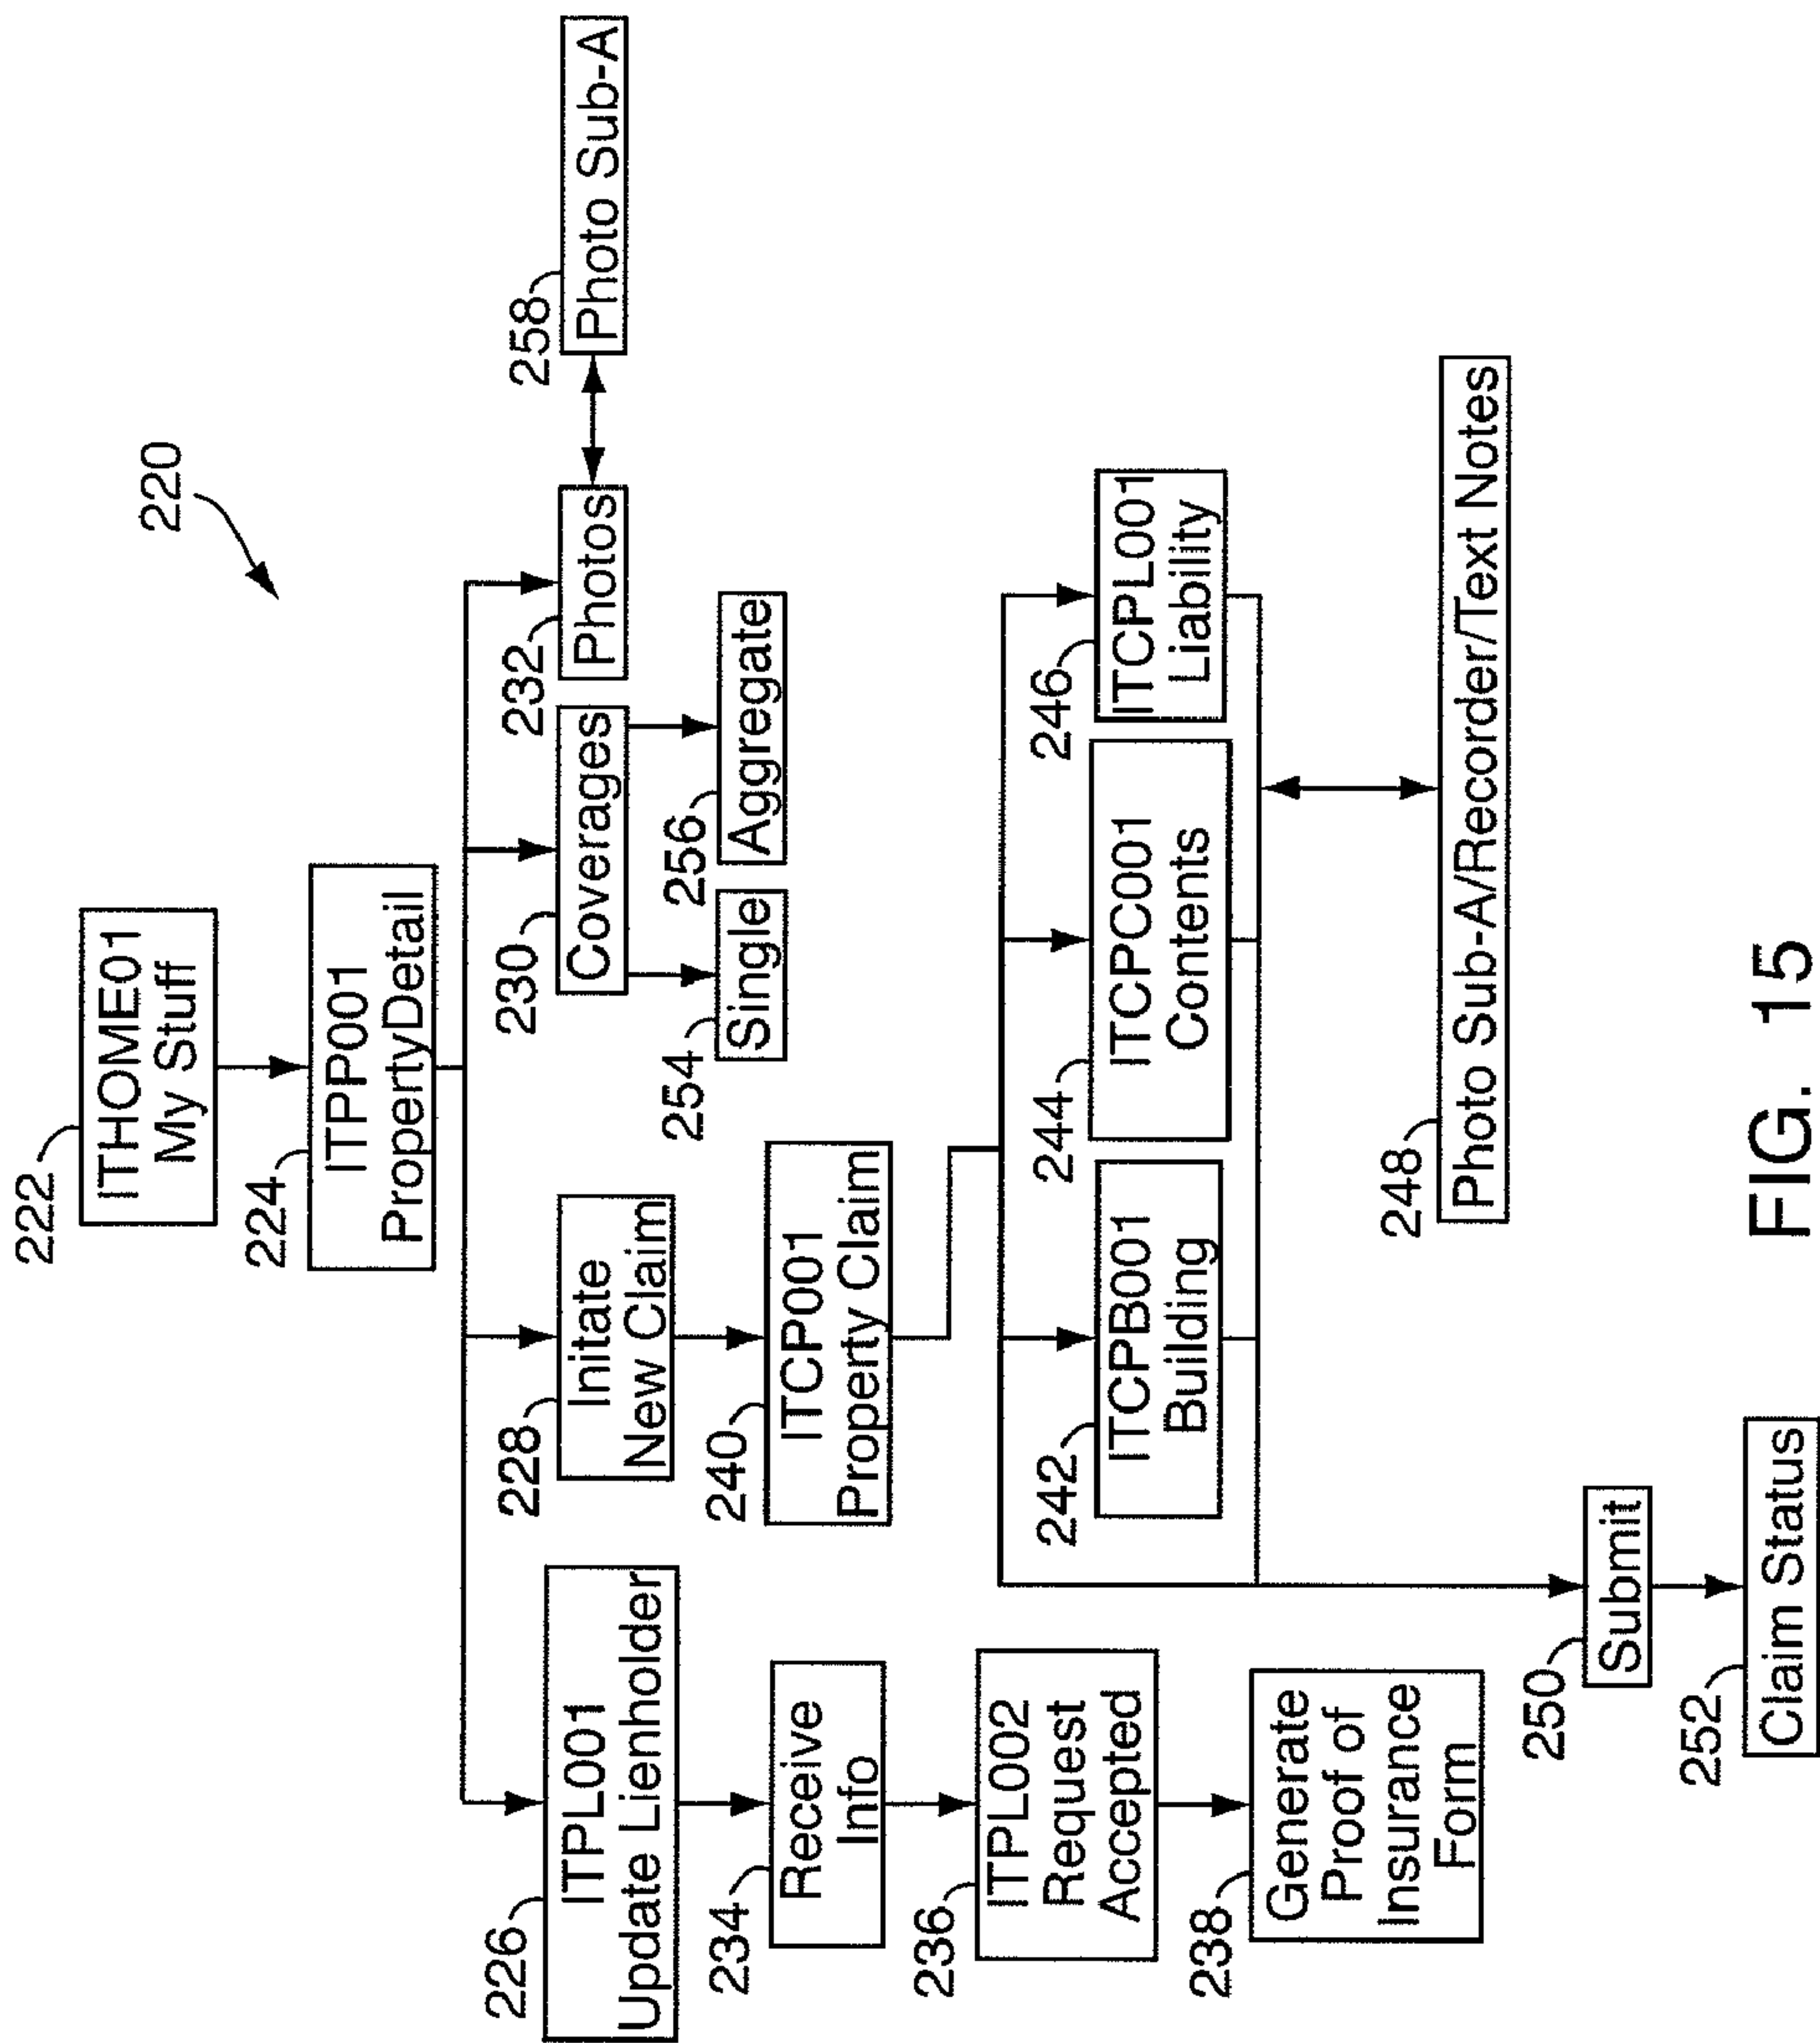 220
222
ITHOME01
My Stuff
224
ITPP001
PropertyDetail
226
ITPL001
Update Lienholder
228
Initate
New Claim
230
Coverages
232
Photos
258
Photo Sub-A
234
Receive
Info
240
ITCP001
Property Claim
254
Single
256
Aggregate
236
ITPL002
Request
Accepted
242
ITCPB001
Building
244
ITCPC001
Contents
246
ITCPL001
Liability
238
Generate
Proof of
Insurance
Form
248
Photo Sub-A/Recorder/Text Notes
250
Submit
252
Claim Status
FIG. 15